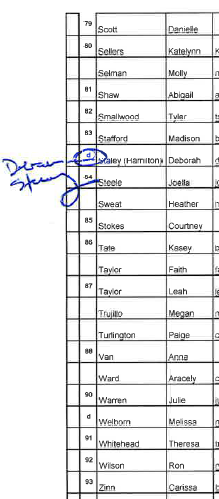 79 Scott Danielle
80 Sellers Katelynn K
Selman Molly
81 Shaw Abigail a
82 Smallwood Tyler
83 Stafford Madison b
d Staley (Hamilton) Deborah d
84 Steele Joella
Sweat Heather
85 Stokes Courtney
86 Tate Kasey
Taylor Faith
87 Taylor Leah
Trujillo Megan
Turlington Paige
88 Van Anna
Ward Aracely
90 Warren Julie
d Welborn Melissa
91 Whitehead Theresa
92 Wilson Ron
93 Zinn Carissa